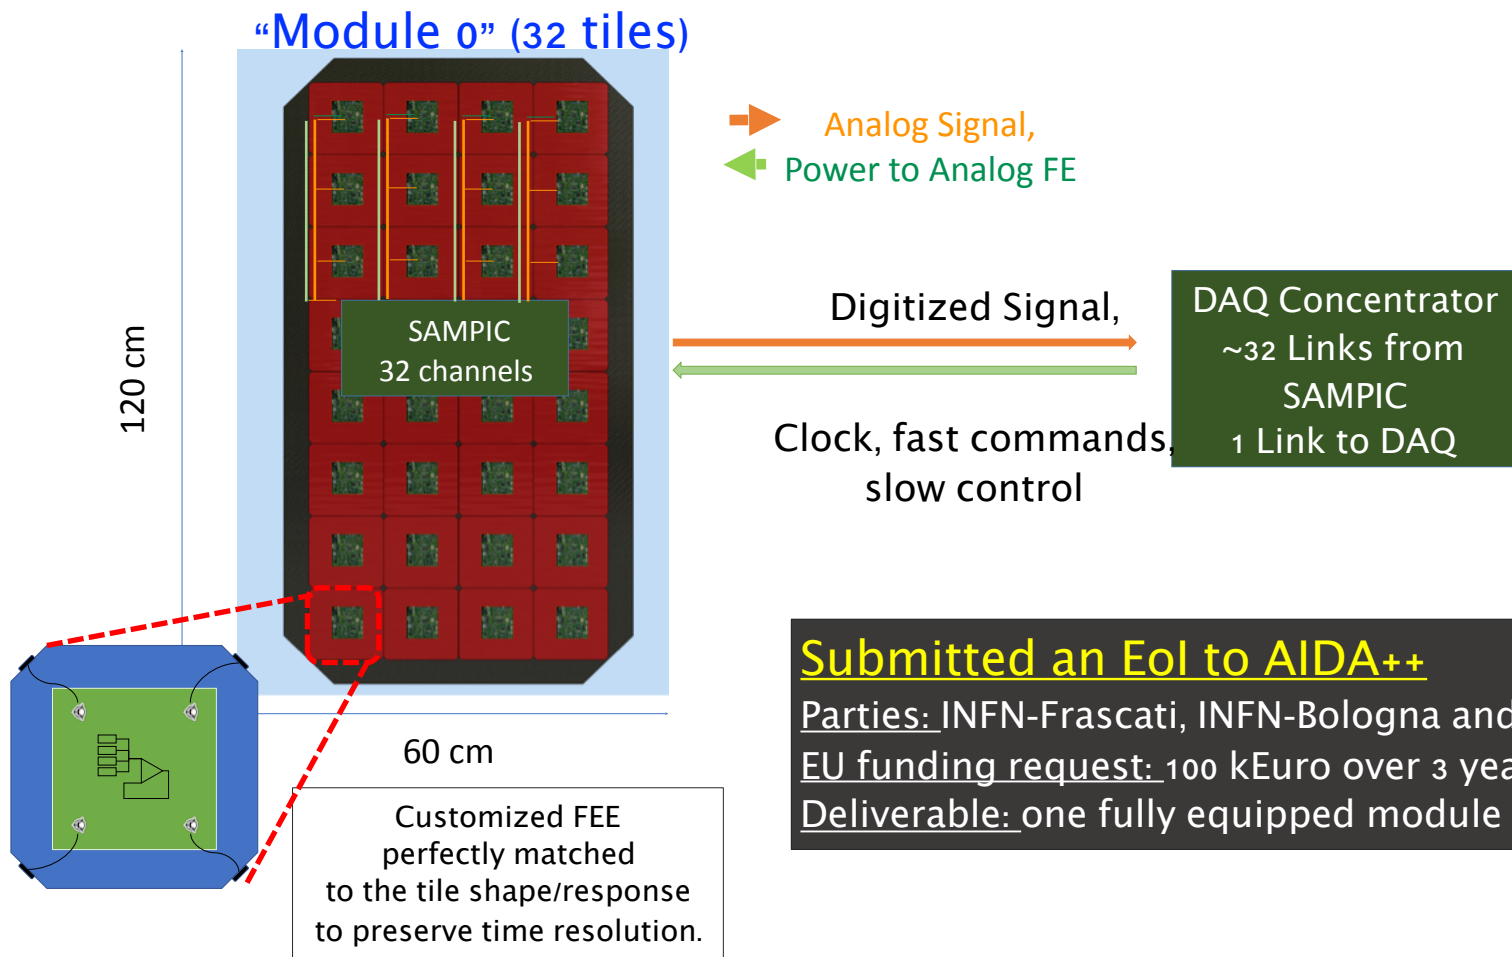 “Module 0” (32 tiles)
Analog Signal,
Power to Analog FE
120 cm
SAMPIC
32 channels
Digitized Signal,
Clock, fast commands,
slow control
DAQ Concentrator
~32 Links from
SAMPIC
1 Link to DAQ
60 cm
Customized FEE
perfectly matched
to the tile shape/response
to preserve time resolution.
Submitted an EoI to AIDA++
Parties: INFN-Frascati, INFN-Bologna and
EU funding request: 100 kEuro over 3 yea
Deliverable: one fully equipped module